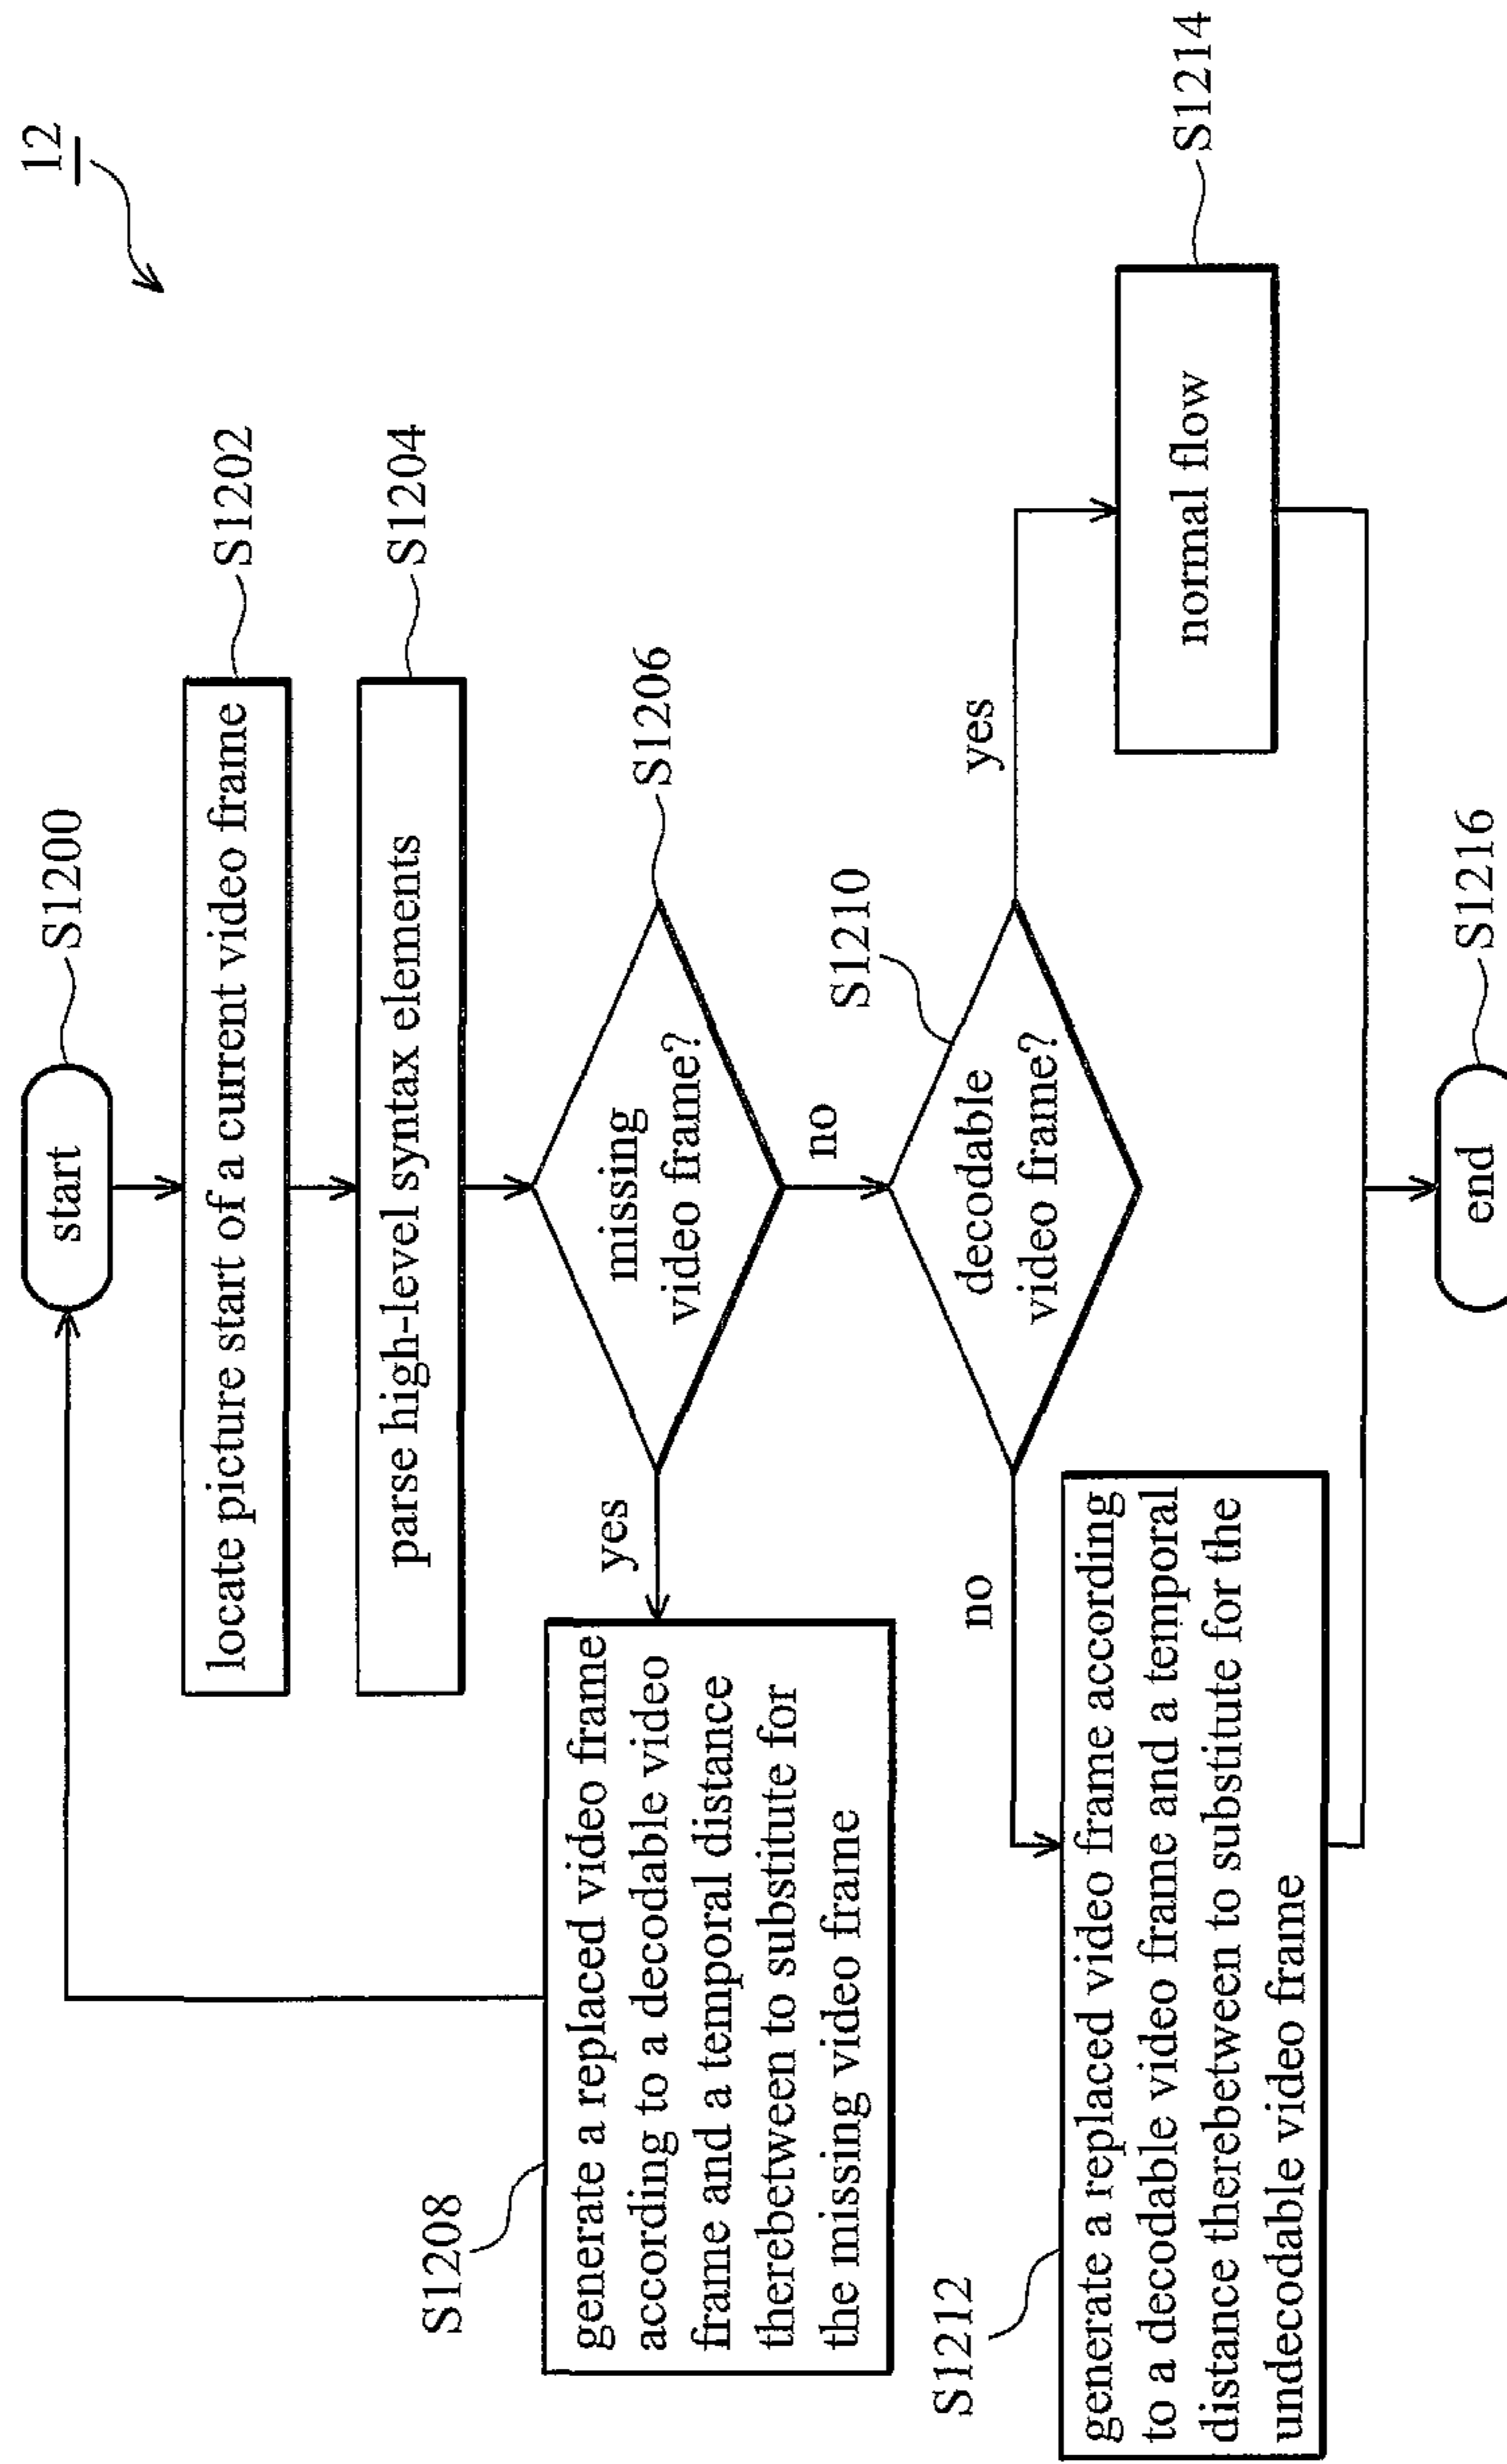 12
start
S1200
locate picture start of a current video frame
S1202
parse high-level syntax elements
S1204
missing
video frame?
S1206
yes
no
S1208
generate a replaced video frame
according to a decodable video
frame and a temporal distance
therebetween to substitute for
the missing video frame
decodable
video frame?
S1210
no
yes
S1212
generate a replaced video frame according
to a decodable video frame and a temporal
distance therebetween to substitute for the
undecodable video frame
normal flow
S1214
end
S1216